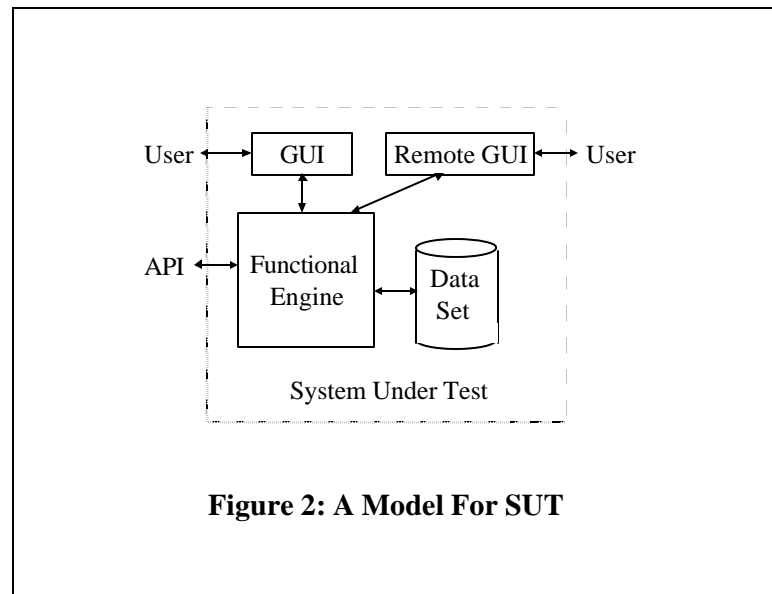 User
GUI
Remote GUI
User
API
Functional
Engine
Data
Set
System Under Test
Figure 2: A Model For SUT